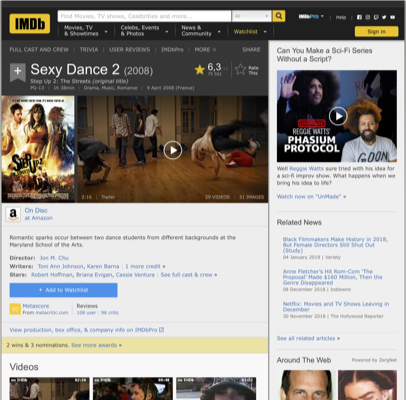 IMDb
Find Movies, TV shows, Celebrities and more...
All
IMDbPro
Help
Movies, TV & Showtimes
Celebs, Events & Photos
News & Community
Watchlist
Sign in
FULL CAST AND CREW | TRIVIA | USER REVIEWS | IMDbPro | MORE
SHARE
Sexy Dance 2 (2008)
Step Up 2: The Streets (original title)
PG-13 | 1h 38min | Drama, Music, Romance | 9 April 2008 (France)
6,3
Rate This
2:16 | Trailer
39 VIDEOS | 31 IMAGES
On Disc
at Amazon
Romantic sparks occur between two dance students from different backgrounds at the
Maryland School of the Arts.
Director: Jon M. Chu
Writers: Toni Ann Johnson, Karen Barna | 1 more credit »
Stars: Robert Hoffman, Briana Evigan, Cassie Ventura | See full cast & crew »
+ Add to Watchlist
Metascore
From metacritic.com
Reviews
108 user | 96 critic
View production, box office, & company info on IMDbPro
2 wins & 3 nominations. See more awards »
Videos
Can You Make a Sci-Fi Series
Without a Script?
REGGIE WATTS'
PHASIUM
PROTOCOL
Well Reggie Watts sure tried with his idea for
a sci-fi improv show. What happens when we
bring his idea to life?
Watch now on "UnMade" »
Related News
Black Filmmakers Make History in 2018,
But Female Directors Still Shut Out
(Study)
04 January 2019 | Variety
Anne Fletcher's Hit Rom-Com 'The
Proposal' Made $160 Million, Then the
Genre Disappeared
08 December 2018 | Indiewire
Netflix: Movies and TV Shows Leaving in
December
30 November 2018 | The Hollywood Reporter
See all related articles »
Around The Web
Powered by ZergNet